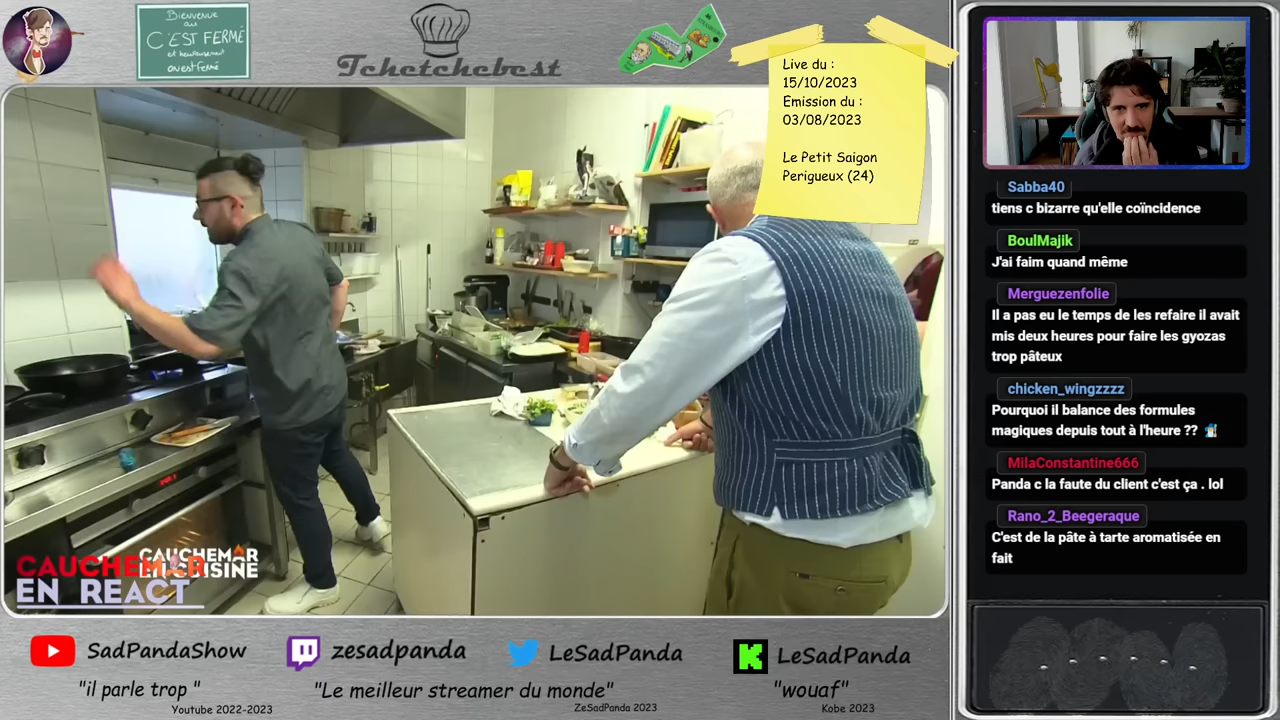 Bienvenue
au
C'EST FERMÉ
et heureusement
on est fermé
Tchetchebest
Live du :
15/10/2023
Emission du :
03/08/2023
Le Petit Saigon
Perigueux (24)
Sabba40
tiens c bizarre qu'elle coïncidence
BoulMajik
J'ai faim quand même
Merguezenfolie
Il a pas eu le temps de les refaire il avait
mis deux heures pour faire les gyozas
trop pâteux
chicken_wingzzzz
Pourquoi il balance des formules
magiques depuis tout à l'heure ??
MilaConstantine666
Panda c la faute du client c'est ça . lol
Rano_2_Beegeraque
C'est de la pâte à tarte aromatisée en
fait
CAUCHEMAR
EN CUISINE
CAUCHEMAR
EN REACT
SadPandaShow
zesadpanda
LeSadPanda
LeSadPanda
"il parle trop "
Youtube 2022-2023
"Le meilleur streamer du monde"
ZeSadPanda 2023
"wouaf"
Kobe 2023